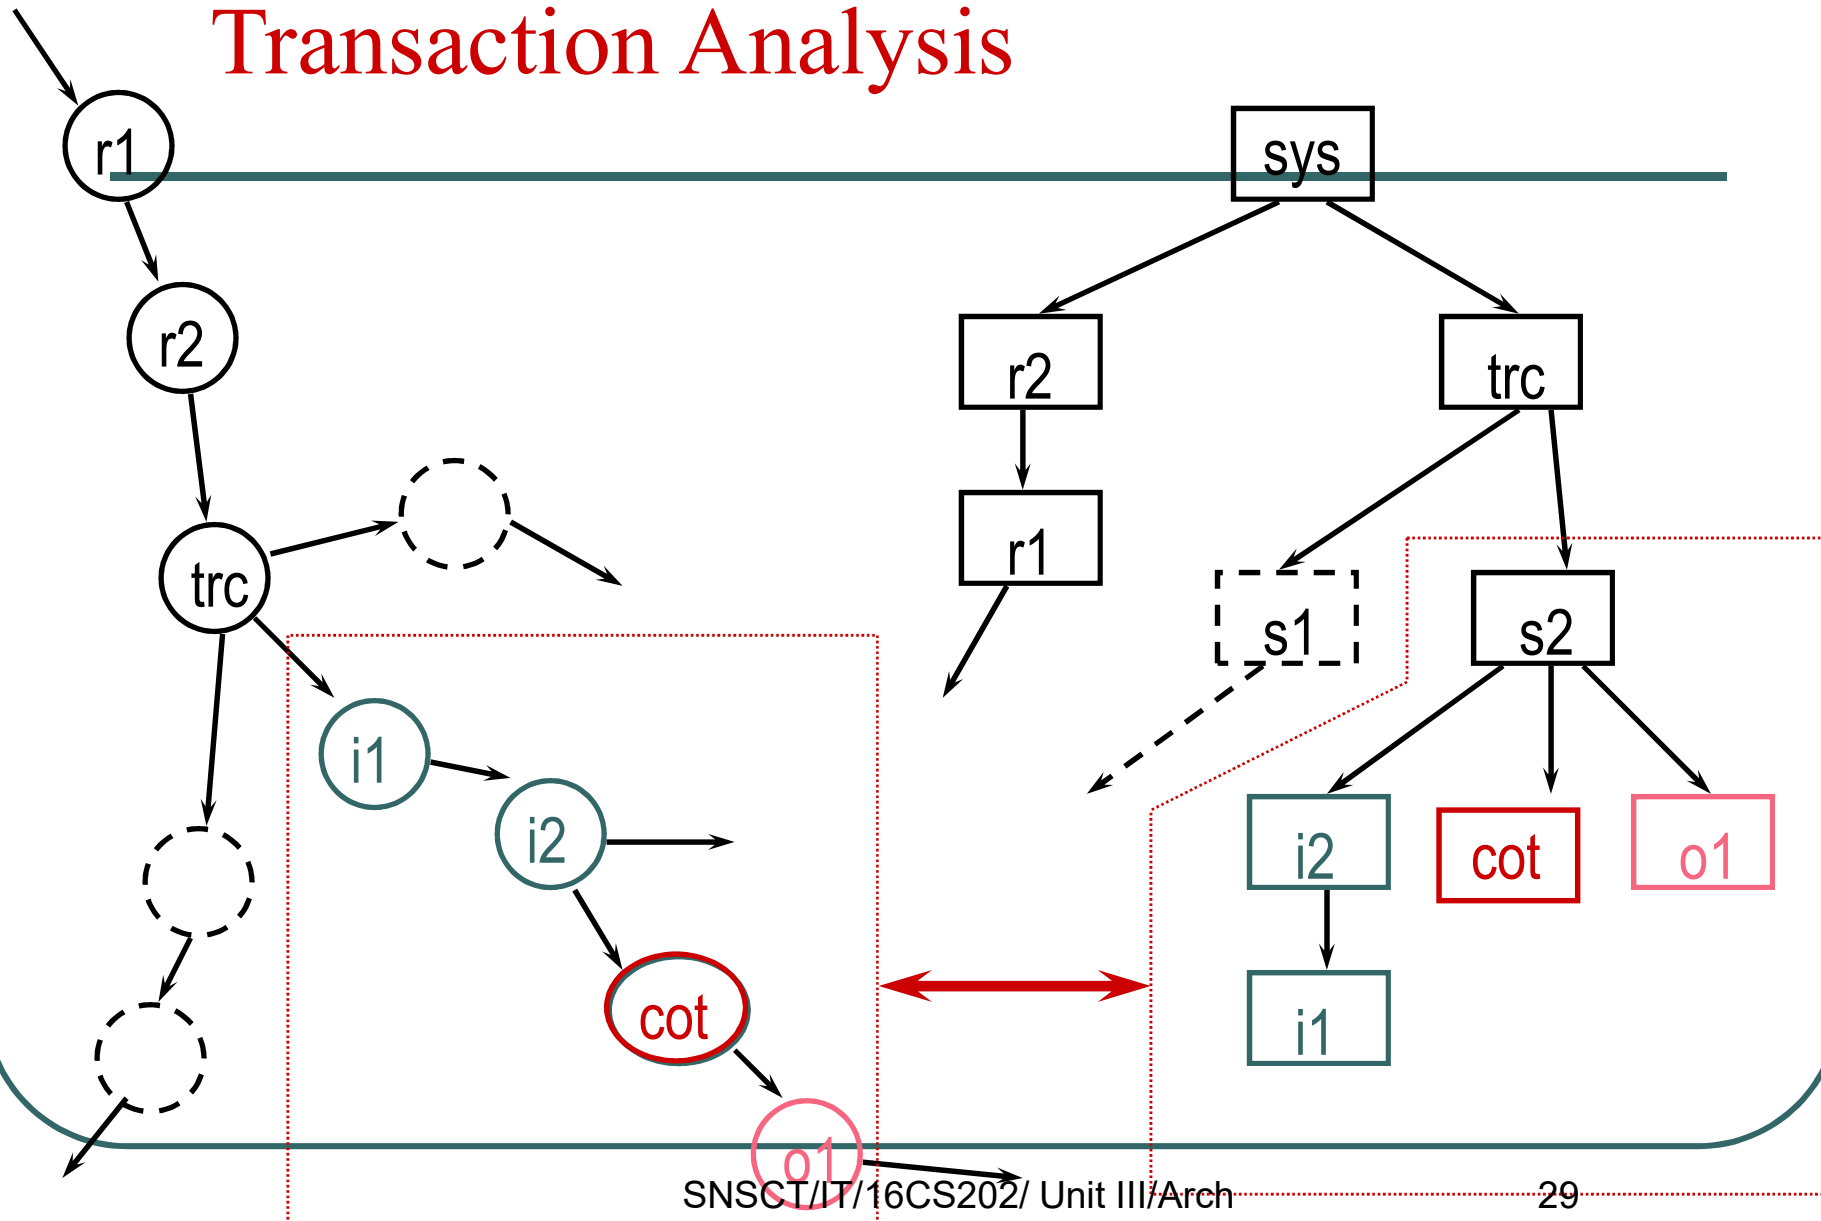 Transaction Analysis
r1
sys
r2
r2
trc
r1
trc
s1
s2
i1
i2
i2
cot
o1
cot
i1
o1
SNSCT/IT/16CS202/ Unit III/Arch
29